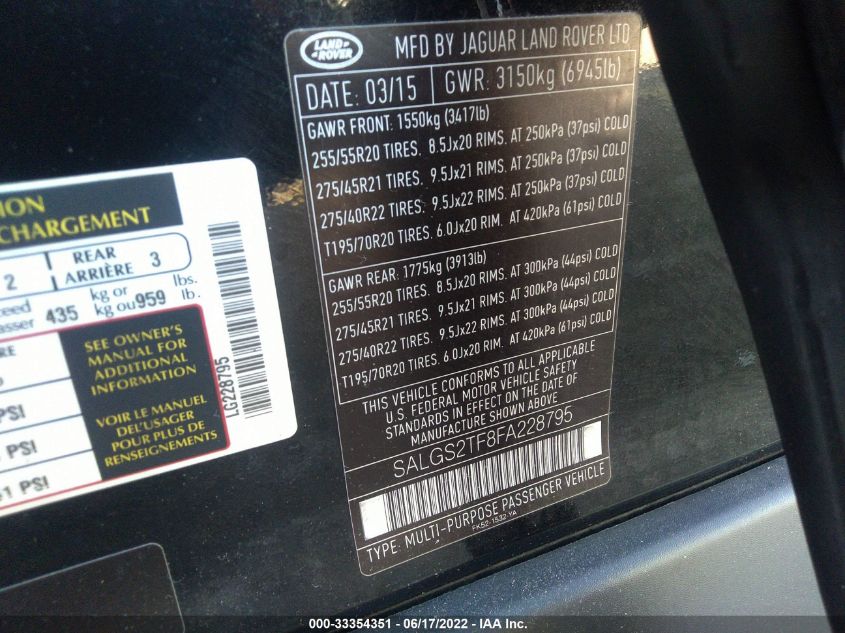 LAND ROVER
MFD BY JAGUAR LAND ROVER LTD
DATE: 03/15 GWR: 3150kg (6945lb)
GAWR FRONT: 1550kg (3417lb)
255/55R20 TIRES. 8.5Jx20 RIMS. AT 250kPa (37psi) COLD
275/45R21 TIRES. 9.5Jx21 RIMS. AT 250kPa (37psi) COLD
275/40R22 TIRES. 9.5Jx22 RIMS. AT 250kPa (37psi) COLD
T195/70R20 TIRES. 6.0Jx20 RIM. AT 420kPa (61psi) COLD
GAWR REAR: 1775kg (3913lb)
255/55R20 TIRES. 8.5Jx20 RIMS. AT 300kPa (44psi) COLD
275/45R21 TIRES. 9.5Jx21 RIMS. AT 300kPa (44psi) COLD
275/40R22 TIRES. 9.5Jx22 RIMS. AT 300kPa (44psi) COLD
T195/70R20 TIRES. 6.0Jx20 RIM. AT 420kPa (61psi) COLD
THIS VEHICLE CONFORMS TO ALL APPLICABLE
U.S. FEDERAL MOTOR VEHICLE SAFETY
STANDARDS IN EFFECT ON THE DATE OF
MANUFACTURE SHOWN ABOVE.
SALGS2TF8FA228795
TYPE: MULTI-PURPOSE PASSENGER VEHICLE
FK52-1532-YA
CHARGEMENT
2 REAR
ARRIÈRE 3
435 kg or
kg ou 959 lbs.
lb.
SEE OWNER'S
MANUAL FOR
ADDITIONAL
INFORMATION
VOIR LE MANUEL
DEL'USAGER
POUR PLUS DE
RENSEIGNEMENTS
PSI
PSI
PSI
LG228795
000-33354351 - 06/17/2022 - IAA Inc.